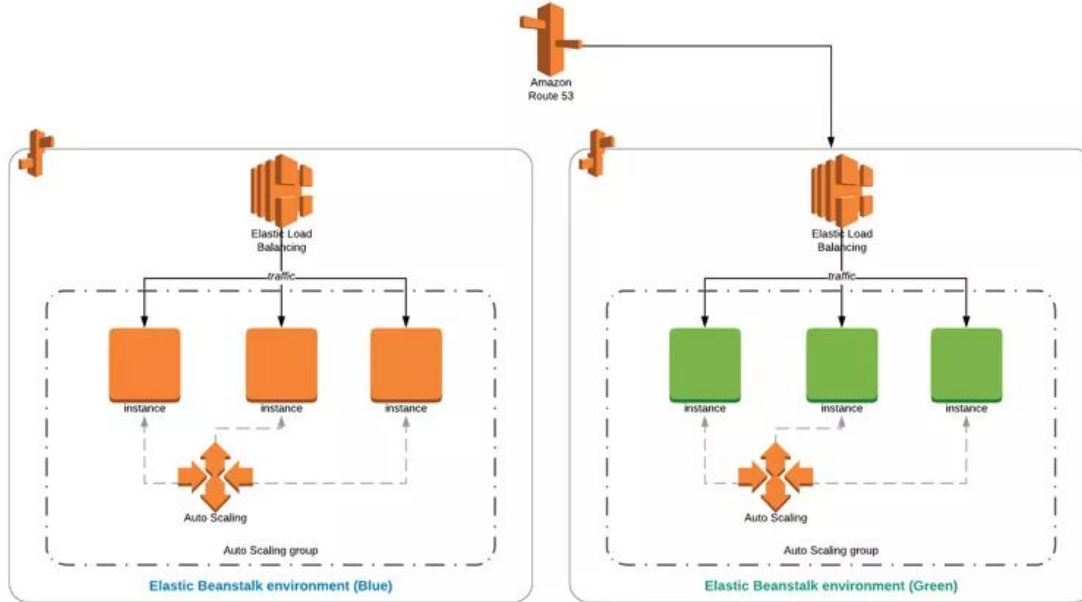 Amazon
Route 53
Elastic Load
Balancing
traffic
instance
instance
instance
Auto Scaling
Auto Scaling group
Elastic Beanstalk environment (Blue)
Elastic Load
Balancing
traffic
instance
instance
instance
Auto Scaling
Auto Scaling group
Elastic Beanstalk environment (Green)